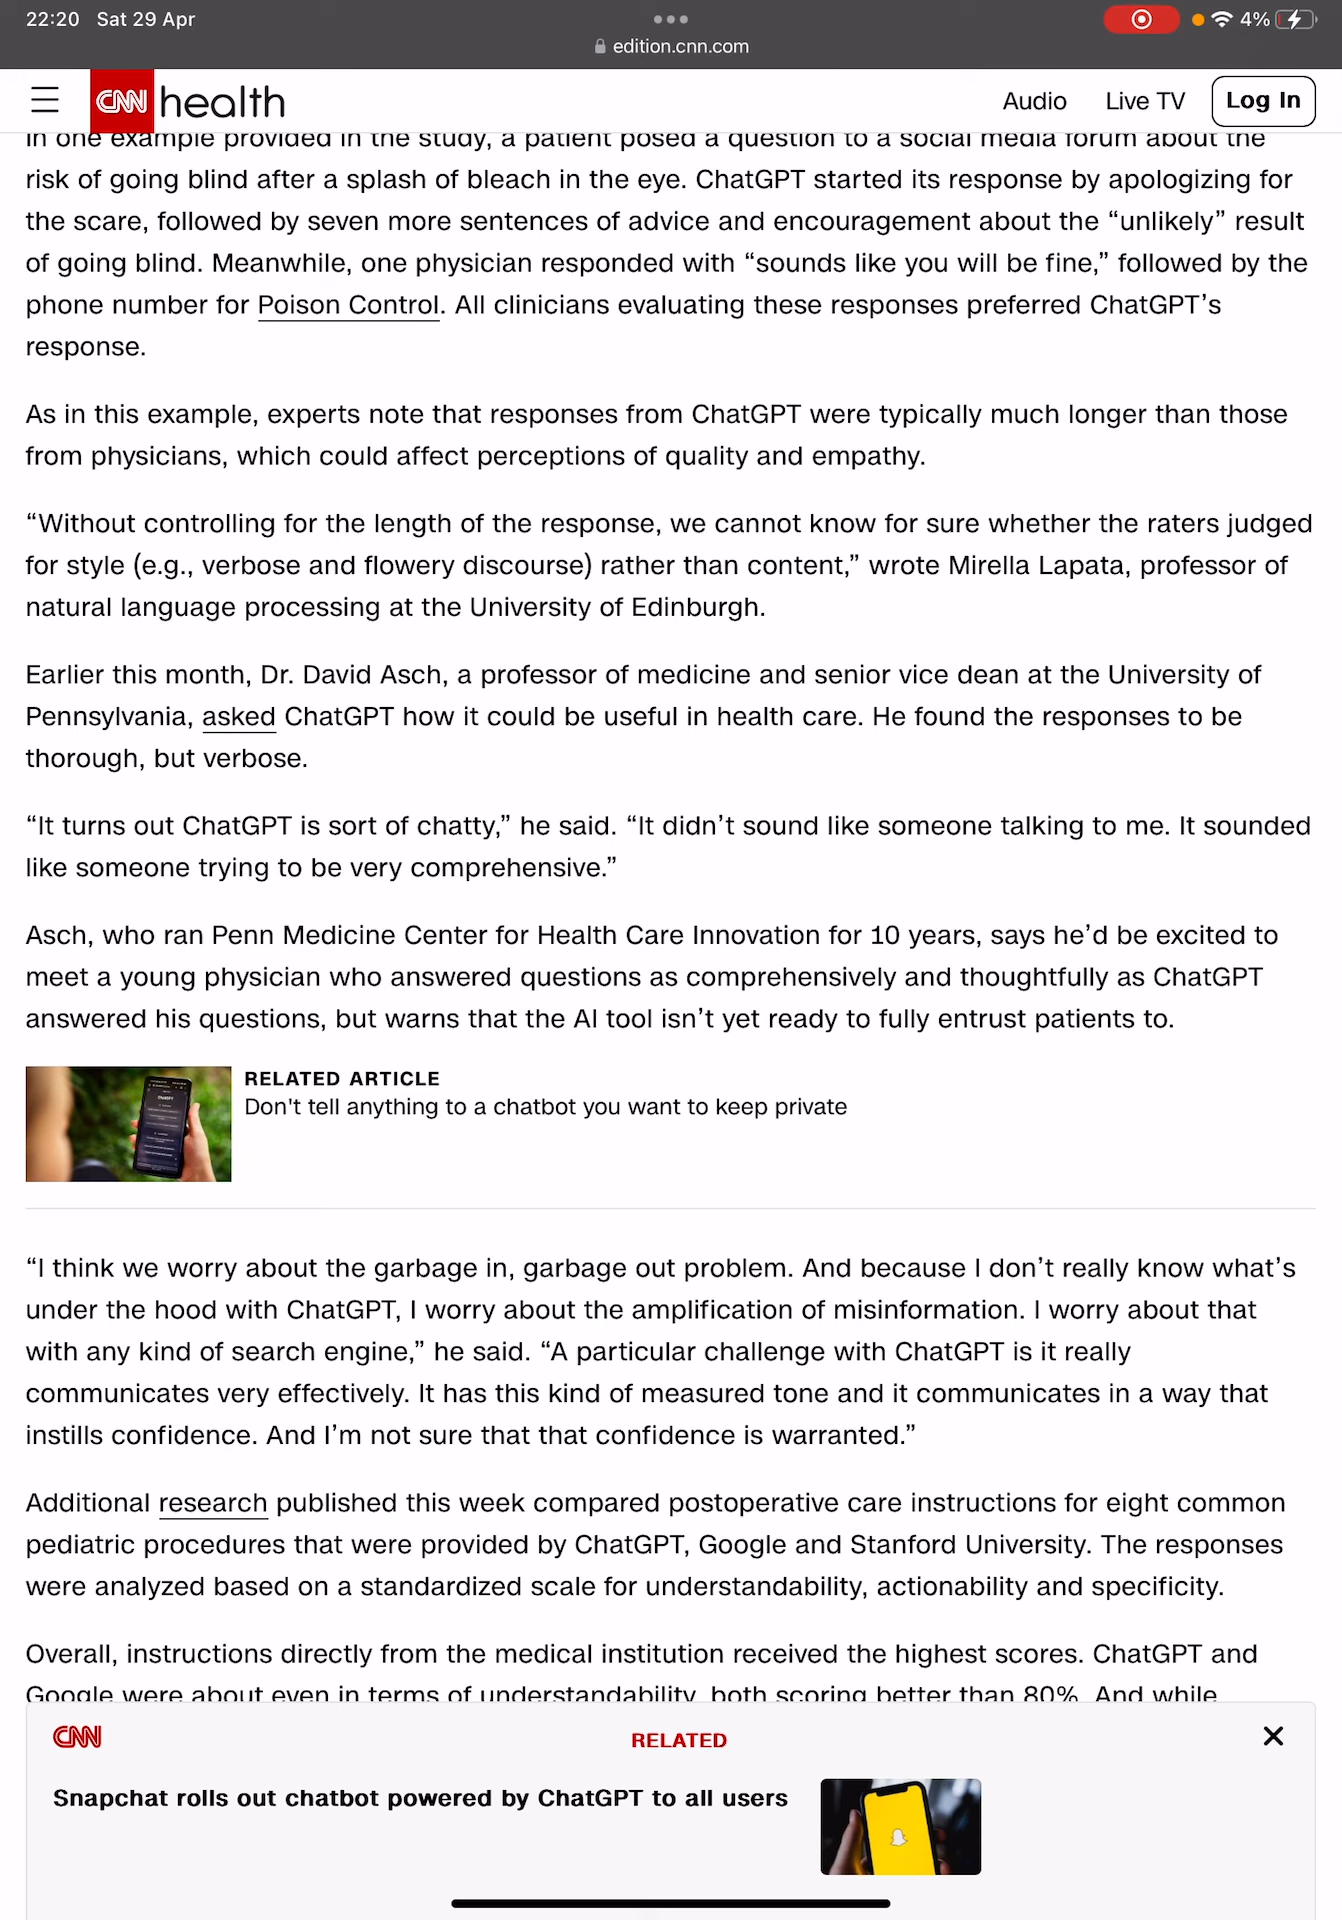 22:20 Sat 29 Apr
4%
edition.cnn.com
CNN health
Audio Live TV Log In
In one example provided in the study, a patient posed a question to a social media forum about the
risk of going blind after a splash of bleach in the eye. ChatGPT started its response by apologizing for
the scare, followed by seven more sentences of advice and encouragement about the “unlikely” result
of going blind. Meanwhile, one physician responded with “sounds like you will be fine,” followed by the
phone number for Poison Control. All clinicians evaluating these responses preferred ChatGPT’s
response.
As in this example, experts note that responses from ChatGPT were typically much longer than those
from physicians, which could affect perceptions of quality and empathy.
“Without controlling for the length of the response, we cannot know for sure whether the raters judged
for style (e.g., verbose and flowery discourse) rather than content,” wrote Mirella Lapata, professor of
natural language processing at the University of Edinburgh.
Earlier this month, Dr. David Asch, a professor of medicine and senior vice dean at the University of
Pennsylvania, asked ChatGPT how it could be useful in health care. He found the responses to be
thorough, but verbose.
“It turns out ChatGPT is sort of chatty,” he said. “It didn’t sound like someone talking to me. It sounded
like someone trying to be very comprehensive.”
Asch, who ran Penn Medicine Center for Health Care Innovation for 10 years, says he’d be excited to
meet a young physician who answered questions as comprehensively and thoughtfully as ChatGPT
answered his questions, but warns that the AI tool isn’t yet ready to fully entrust patients to.
RELATED ARTICLE
Don't tell anything to a chatbot you want to keep private
“I think we worry about the garbage in, garbage out problem. And because I don’t really know what’s
under the hood with ChatGPT, I worry about the amplification of misinformation. I worry about that
with any kind of search engine,” he said. “A particular challenge with ChatGPT is it really
communicates very effectively. It has this kind of measured tone and it communicates in a way that
instills confidence. And I’m not sure that that confidence is warranted.”
Additional research published this week compared postoperative care instructions for eight common
pediatric procedures that were provided by ChatGPT, Google and Stanford University. The responses
were analyzed based on a standardized scale for understandability, actionability and specificity.
Overall, instructions directly from the medical institution received the highest scores. ChatGPT and
Google were about even in terms of understandability, both scoring better than 80%. And while
CNN
RELATED
Snapchat rolls out chatbot powered by ChatGPT to all users